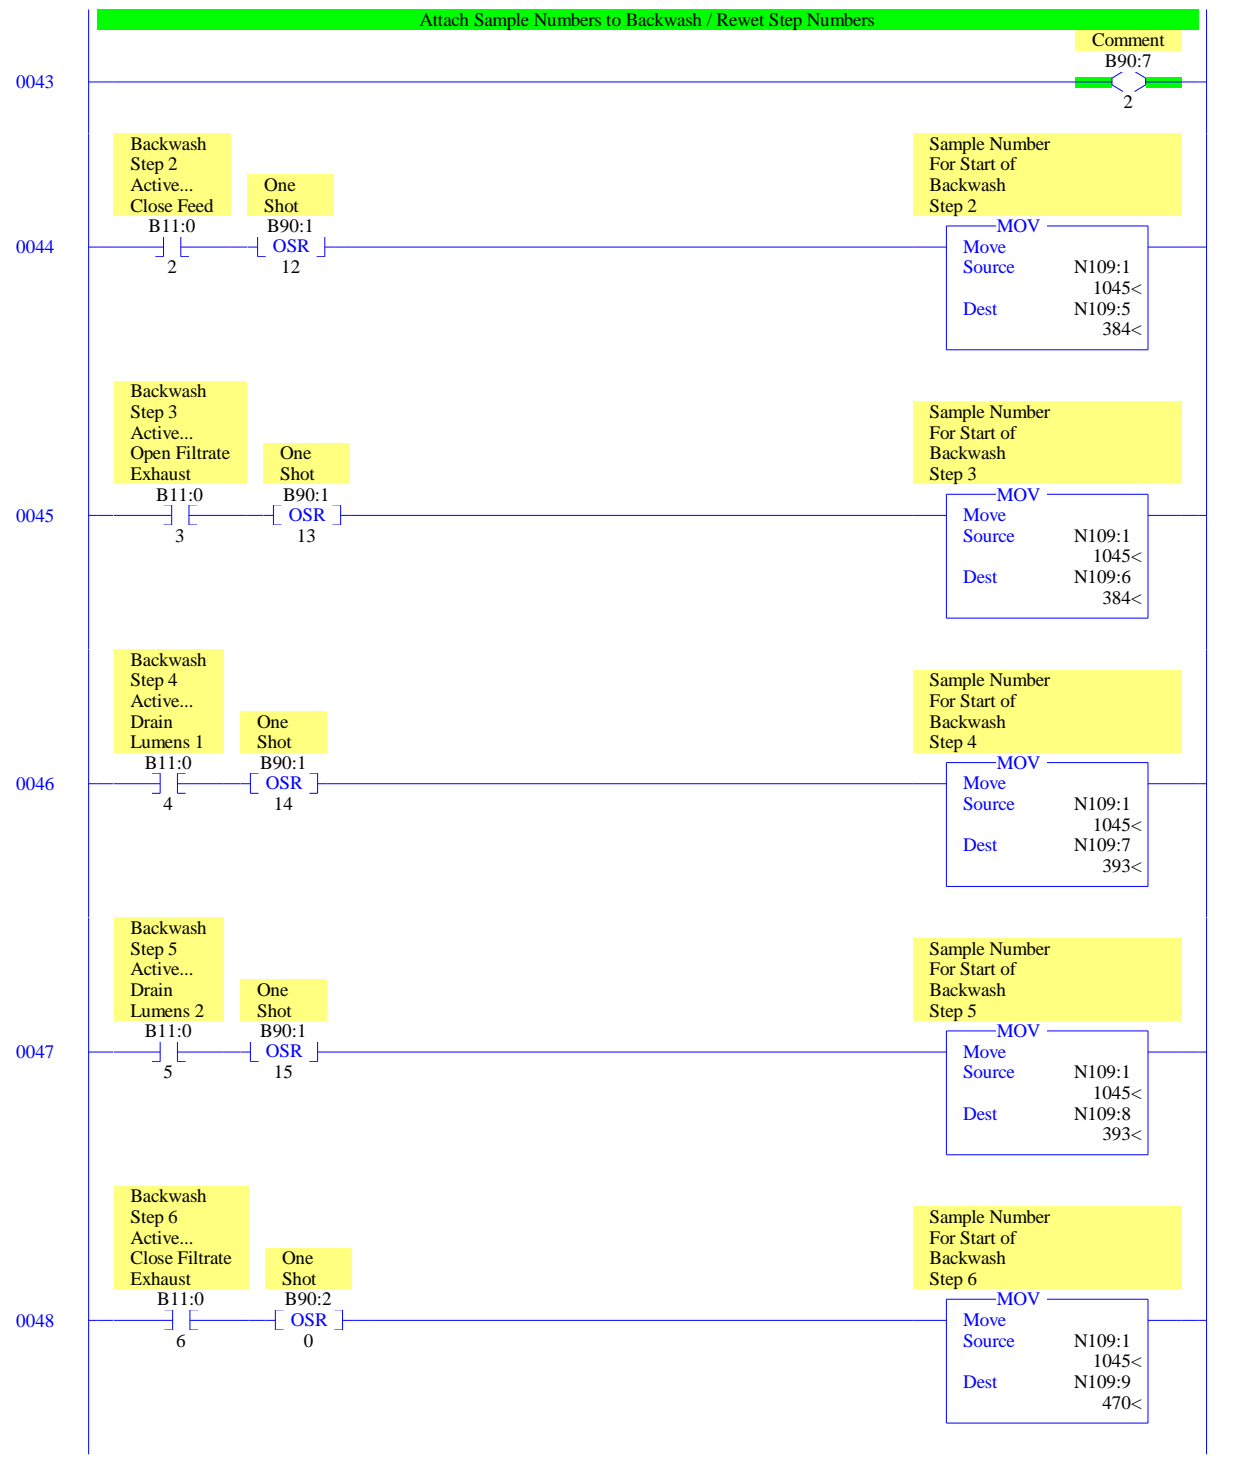 Attach Sample Numbers to Backwash / Rewet Step Numbers
Comment
B90:7
0043
2
Backwash
Step 2
Active...
Close Feed
B11:0
2
One
Shot
B90:1
OSR
12
Sample Number
For Start of
Backwash
Step 2
0044
MOV
Move
Source N109:1
1045<
Dest N109:5
384<
Backwash
Step 3
Active...
Open Filtrate
Exhaust
B11:0
3
One
Shot
B90:1
OSR
13
Sample Number
For Start of
Backwash
Step 3
0045
MOV
Move
Source N109:1
1045<
Dest N109:6
384<
Backwash
Step 4
Active...
Drain
Lumens 1
B11:0
4
One
Shot
B90:1
OSR
14
Sample Number
For Start of
Backwash
Step 4
0046
MOV
Move
Source N109:1
1045<
Dest N109:7
393<
Backwash
Step 5
Active...
Drain
Lumens 2
B11:0
5
One
Shot
B90:1
OSR
15
Sample Number
For Start of
Backwash
Step 5
0047
MOV
Move
Source N109:1
1045<
Dest N109:8
393<
Backwash
Step 6
Active...
Close Filtrate
Exhaust
B11:0
6
One
Shot
B90:2
OSR
0
Sample Number
For Start of
Backwash
Step 6
0048
MOV
Move
Source N109:1
1045<
Dest N109:9
470<